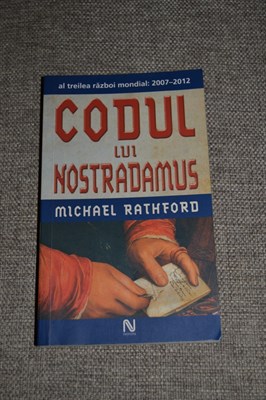 al treilea război mondial: 2007–2012
CODUL
LUI
NOSTRADAMUS
MICHAEL RATHFORD
N